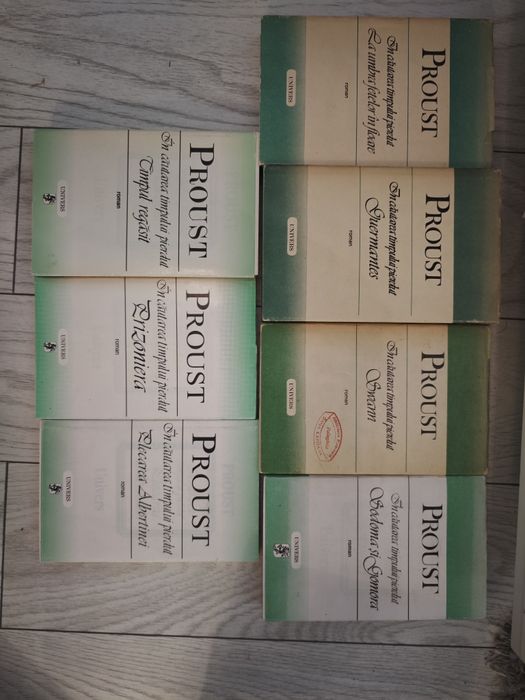 PROUST
În căutarea timpului pierdut
La umbra fetelor în floare
roman
UNIVERS
PROUST
În căutarea timpului pierdut
Guermantes
roman
UNIVERS
PROUST
În căutarea timpului pierdut
Swann
roman
UNIVERS
PROUST
În căutarea timpului pierdut
Sodoma și Gomora
roman
UNIVERS
PROUST
În căutarea timpului pierdut
Timpul regăsit
roman
UNIVERS
PROUST
În căutarea timpului pierdut
Prizoniera
roman
UNIVERS
PROUST
În căutarea timpului pierdut
Plecarea Albertinei
roman
UNIVERS